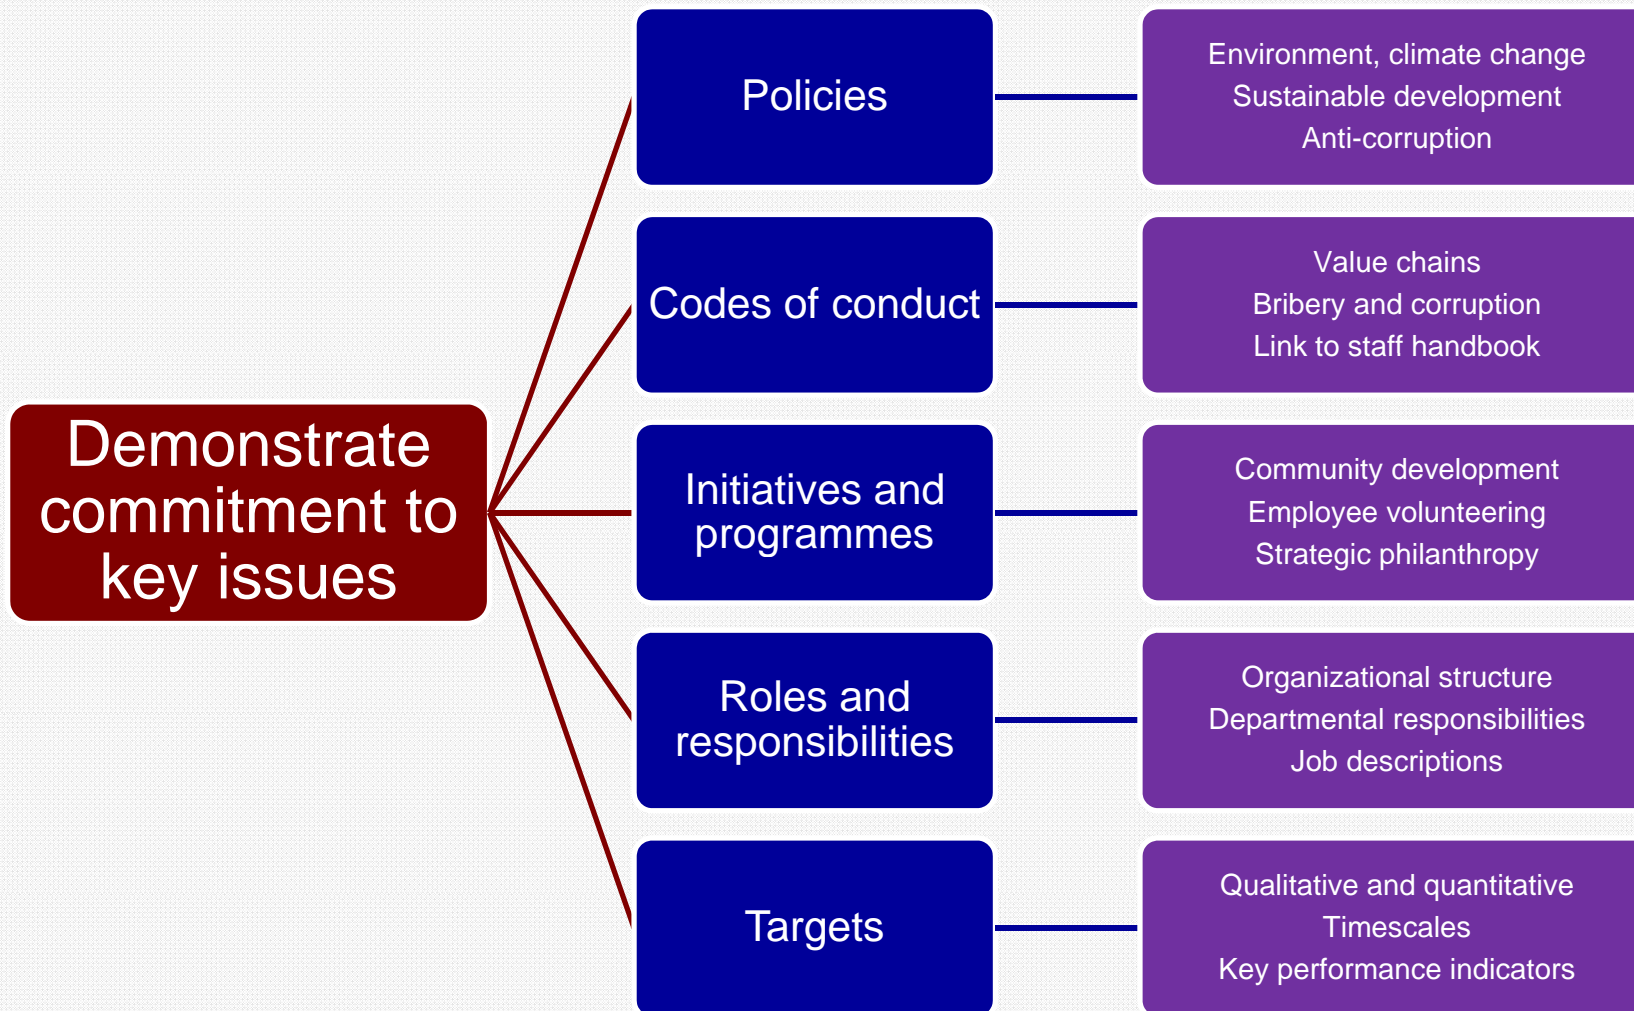 Demonstrate
commitment to
key issues
Policies
Environment, climate change
Sustainable development
Anti-corruption
Codes of conduct
Value chains
Bribery and corruption
Link to staff handbook
Initiatives and
programmes
Community development
Employee volunteering
Strategic philanthropy
Roles and
responsibilities
Organizational structure
Departmental responsibilities
Job descriptions
Targets
Qualitative and quantitative
Timescales
Key performance indicators